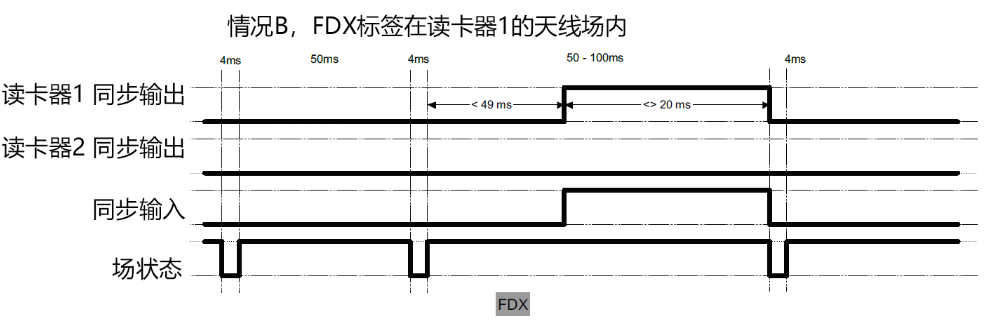 情况B，FDX标签在读卡器1的天线场内
4ms 50ms 4ms 50 - 100ms 4ms
读卡器1 同步输出
< 49 ms <> 20 ms
读卡器2 同步输出
同步输入
场状态
FDX